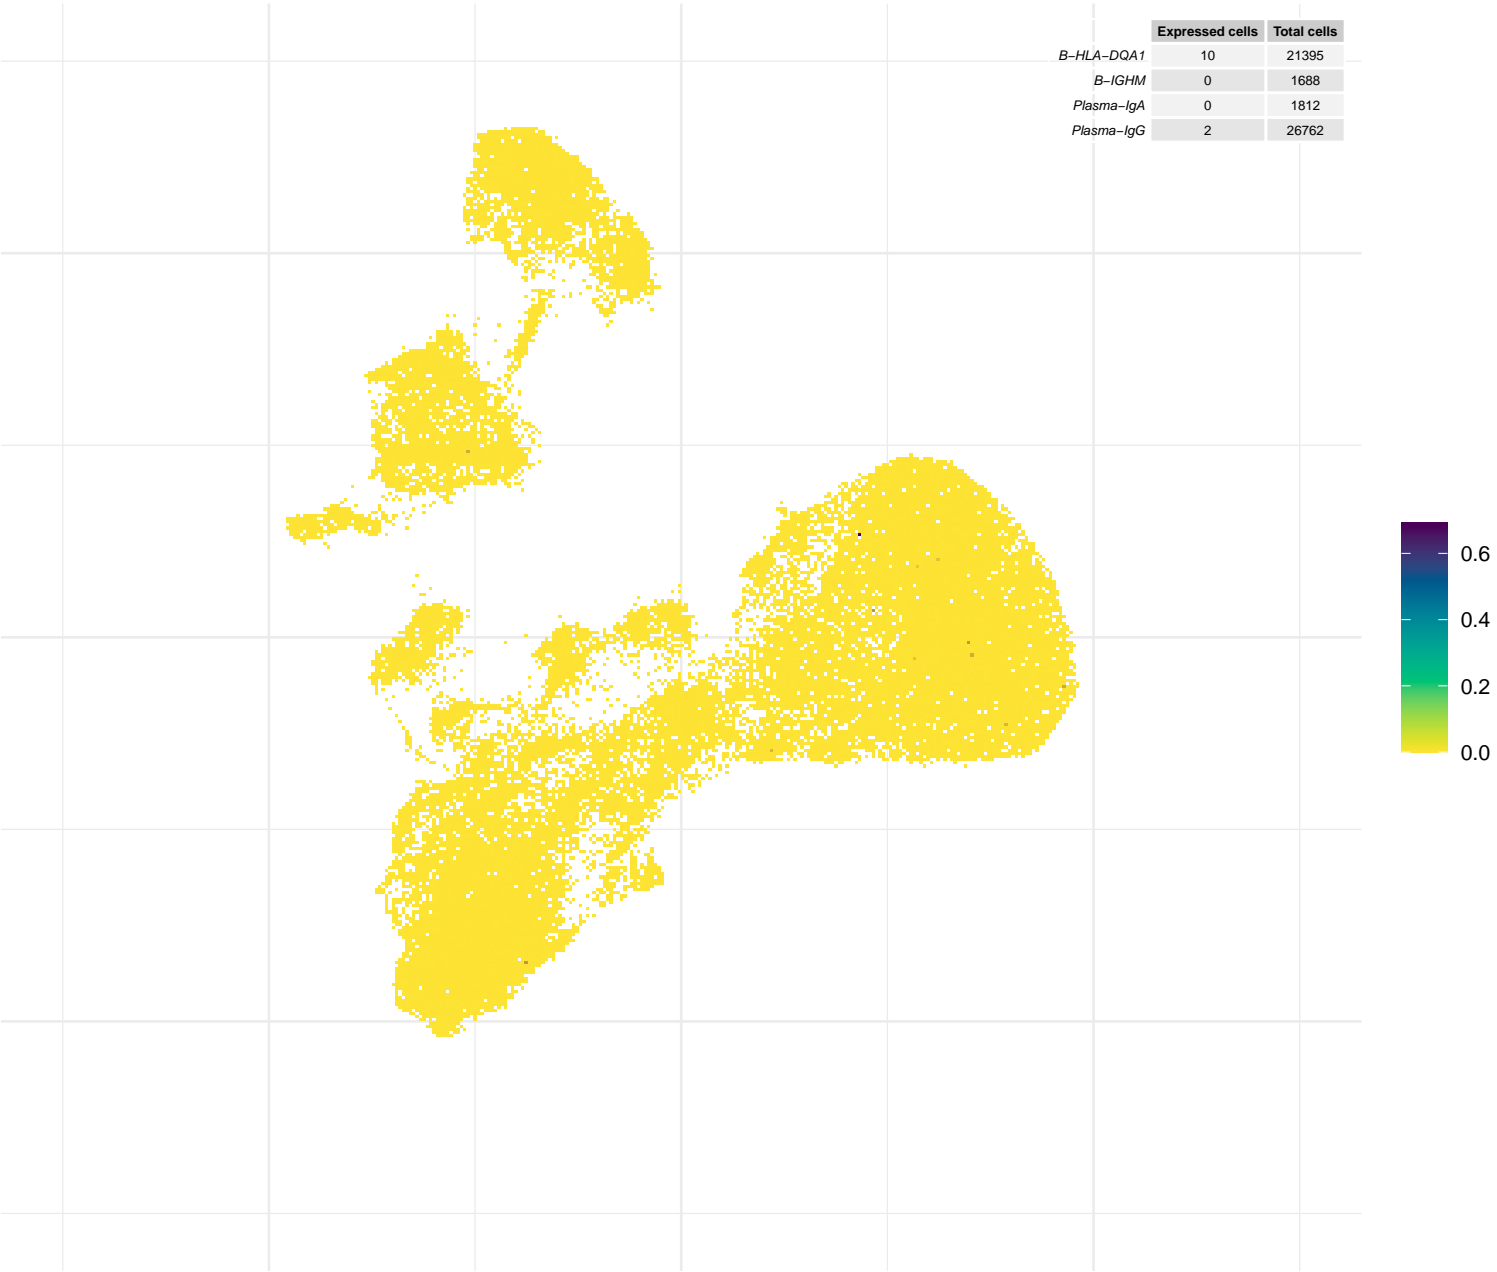 Expressed cells Total cells
B−HLA−DQA1 10 21395
B−IGHM 0 1688
Plasma−IgA 0 1812
Plasma−IgG 2 26762
0.6
0.4
0.2
0.0